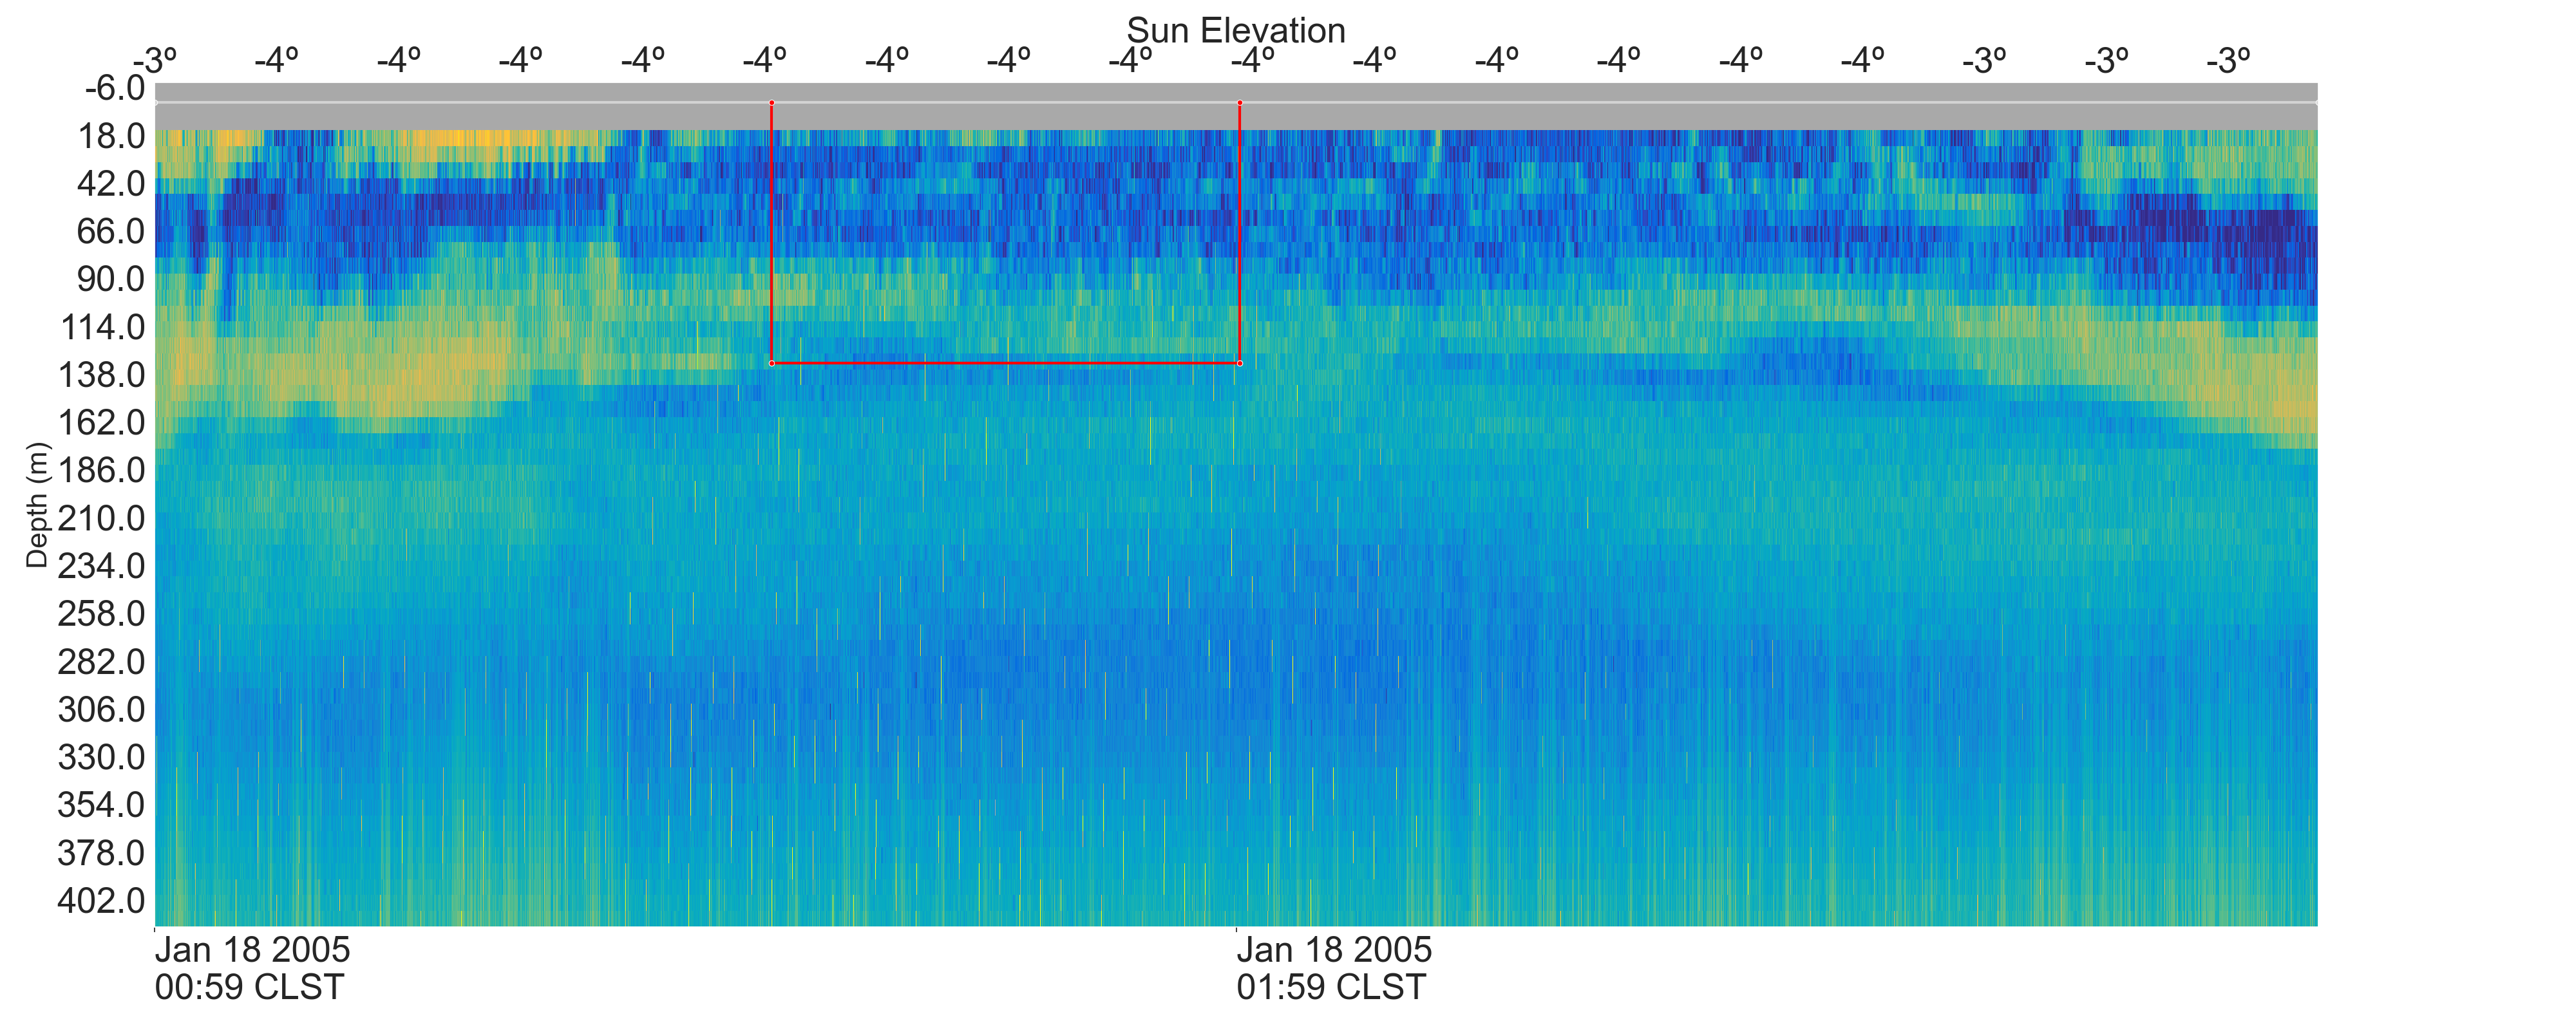 Sun Elevation
-3º -4º -4º -4º -4º -4º -4º -4º -4º -4º -4º -4º -4º -4º -4º -3º -3º -3º
-6.0
18.0
42.0
66.0
90.0
114.0
138.0
162.0
186.0
210.0
234.0
258.0
282.0
306.0
330.0
354.0
378.0
402.0
Depth (m)
Jan 18 2005
00:59 CLST
Jan 18 2005
01:59 CLST